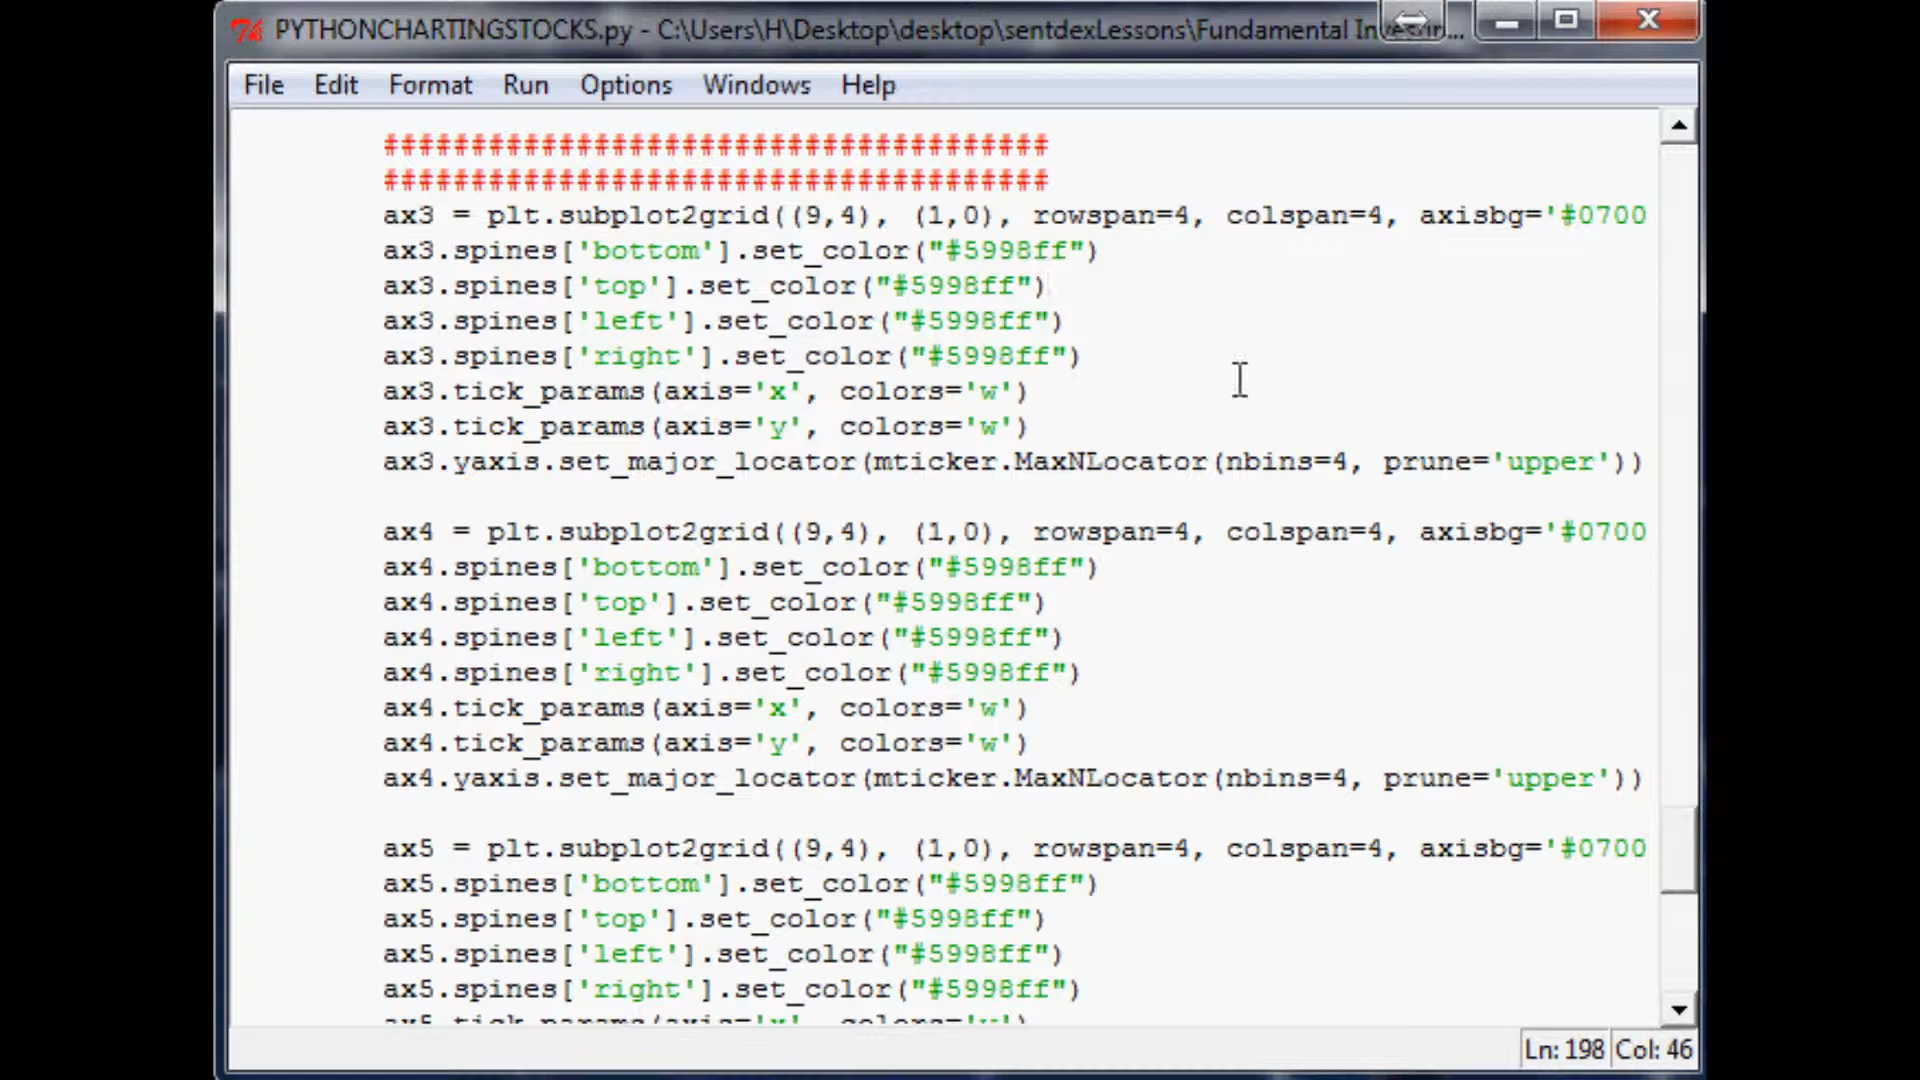 PYTHONCHARTINGSTOCKS.py - C:\Users\H\Desktop\desktop\sentdexLessons\Fundamental Investin...
File Edit Format Run Options Windows Help
######################################
######################################
ax3 = plt.subplot2grid((9,4), (1,0), rowspan=4, colspan=4, axisbg='#0700
ax3.spines['bottom'].set_color("#5998ff")
ax3.spines['top'].set_color("#5998ff")
ax3.spines['left'].set_color("#5998ff")
ax3.spines['right'].set_color("#5998ff")
ax3.tick_params(axis='x', colors='w')
ax3.tick_params(axis='y', colors='w')
ax3.yaxis.set_major_locator(mticker.MaxNLocator(nbins=4, prune='upper'))
ax4 = plt.subplot2grid((9,4), (1,0), rowspan=4, colspan=4, axisbg='#0700
ax4.spines['bottom'].set_color("#5998ff")
ax4.spines['top'].set_color("#5998ff")
ax4.spines['left'].set_color("#5998ff")
ax4.spines['right'].set_color("#5998ff")
ax4.tick_params(axis='x', colors='w')
ax4.tick_params(axis='y', colors='w')
ax4.yaxis.set_major_locator(mticker.MaxNLocator(nbins=4, prune='upper'))
ax5 = plt.subplot2grid((9,4), (1,0), rowspan=4, colspan=4, axisbg='#0700
ax5.spines['bottom'].set_color("#5998ff")
ax5.spines['top'].set_color("#5998ff")
ax5.spines['left'].set_color("#5998ff")
ax5.spines['right'].set_color("#5998ff")
ax5.tick_params(axis='x', colors='w')
Ln: 198 Col: 46